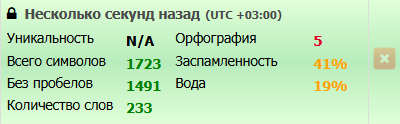 Несколько секунд назад (UTC +03:00)
Уникальность N/A Орфография 5
Всего символов 1723 Заспамленность 41%
Без пробелов 1491 Вода 19%
Количество слов 233